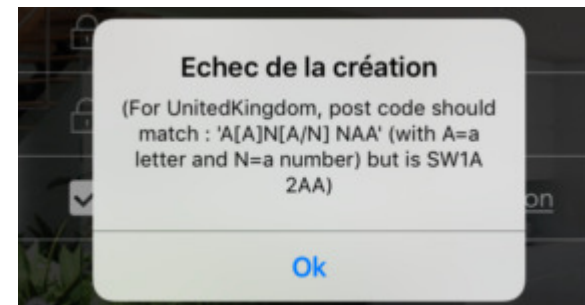 Echec de la création
(For UnitedKingdom, post code should
match : 'A[A]N[A/N] NAA' (with A=a
letter and N=a number) but is SW1A
2AA)
on
Ok